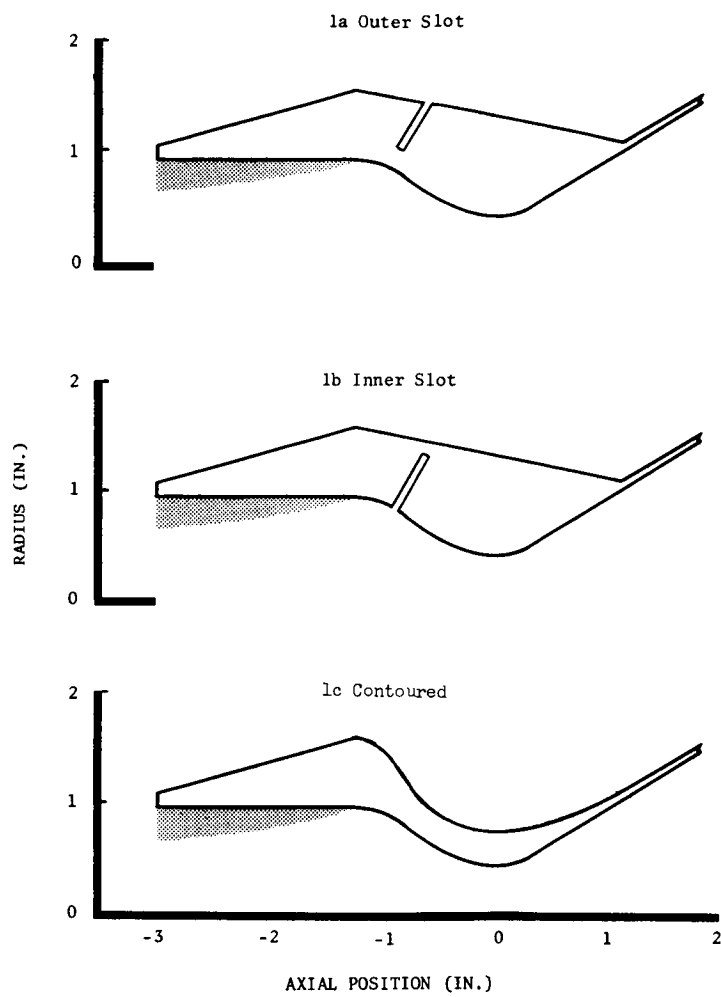 1a Outer Slot
2
1
0
1b Inner Slot
2
1
0
RADIUS (IN.)
1c Contoured
2
1
0
-3 -2 -1 0 1 2
AXIAL POSITION (IN.)